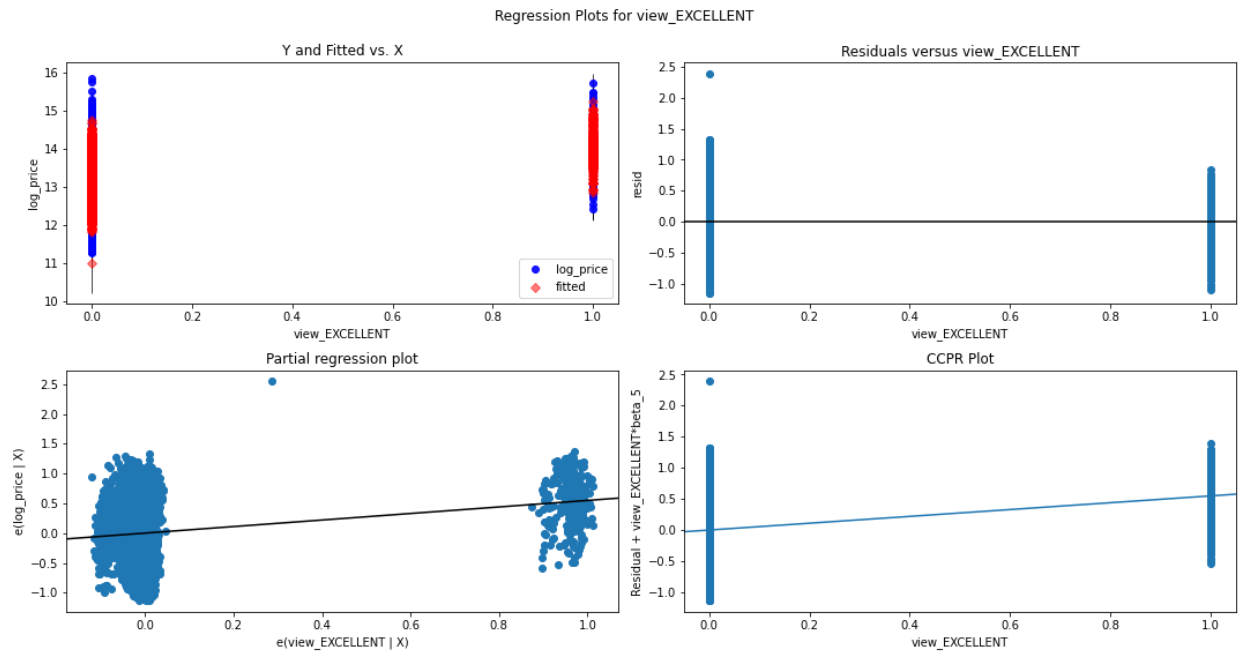 Regression Plots for view_EXCELLENT
Y and Fitted vs. X
16
15
14
13
12
11
10
log_price
0.0 0.2 0.4 0.6 0.8 1.0
view_EXCELLENT
log_price
fitted
Residuals versus view_EXCELLENT
2.5
2.0
1.5
1.0
0.5
0.0
−0.5
−1.0
resid
0.0 0.2 0.4 0.6 0.8 1.0
view_EXCELLENT
Partial regression plot
2.5
2.0
1.5
1.0
0.5
0.0
−0.5
−1.0
e(log_price | X)
0.0 0.2 0.4 0.6 0.8 1.0
e(view_EXCELLENT | X)
CCPR Plot
2.5
2.0
1.5
1.0
0.5
0.0
−0.5
−1.0
Residual + view_EXCELLENT*beta_5
0.0 0.2 0.4 0.6 0.8 1.0
view_EXCELLENT